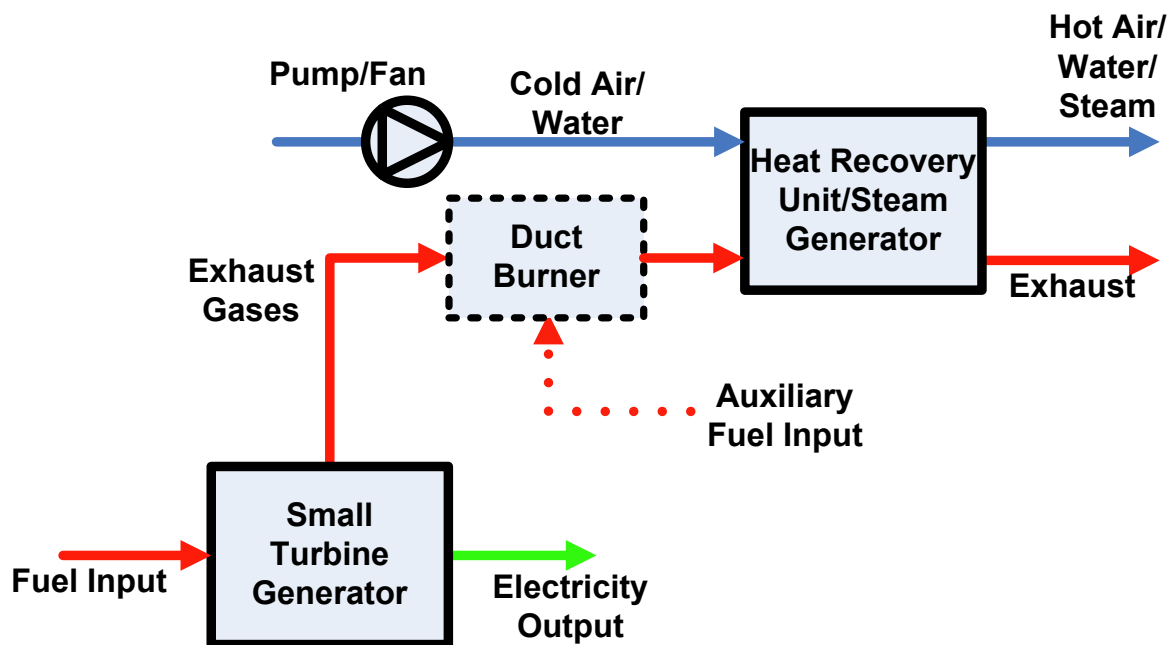 Pump/Fan
Cold Air/
Water
Hot Air/
Water/
Steam
Heat Recovery
Unit/Steam
Generator
Duct
Burner
Exhaust
Gases
Exhaust
Auxiliary
Fuel Input
Small
Turbine
Generator
Fuel Input
Electricity
Output